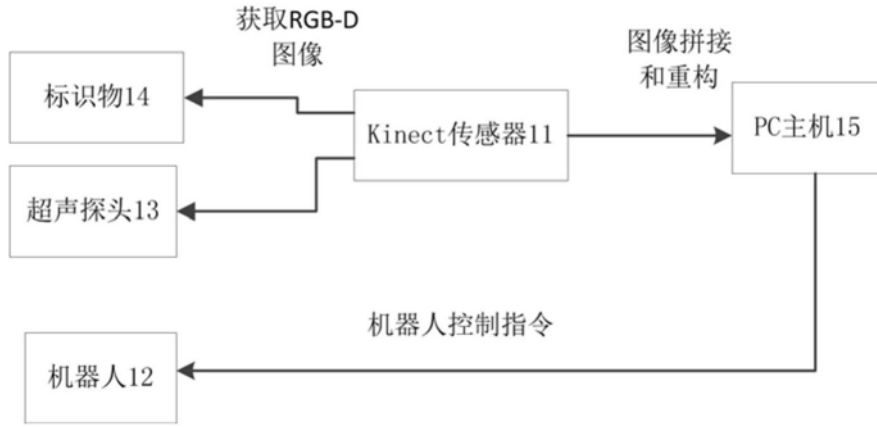 获取RGB-D
图像
图像拼接
和重构
标识物14
Kinect传感器11
PC主机15
超声探头13
机器人控制指令
机器人12